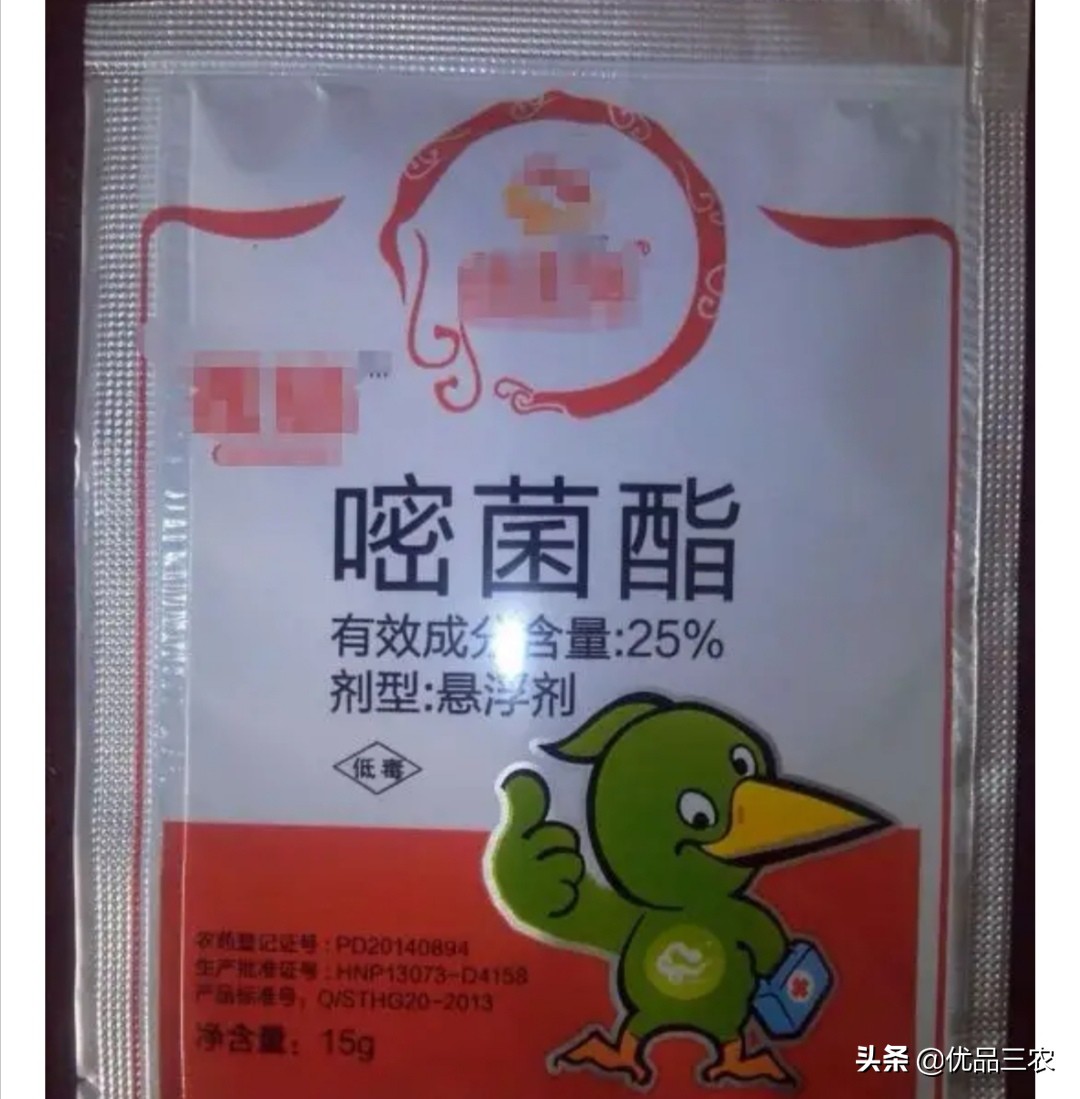 嘧菌酯
有效成分含量:25%
剂型:悬浮剂
低毒
农药登记证号:PD20140894
生产批准证号:HNP13073-D4158
产品标准号:Q/STHG20-2013
净含量:15g
头条 @优品三农